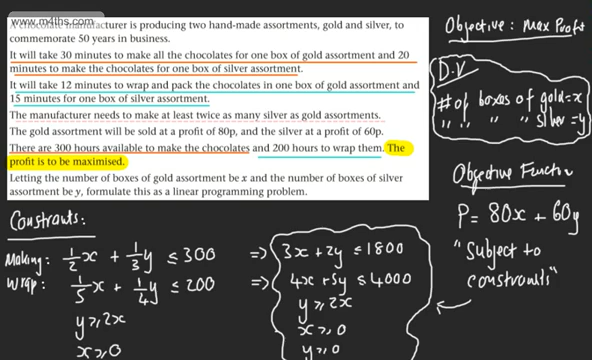 www.m4ths.com
A chocolate manufacturer is producing two hand-made assortments, gold and silver, to
commemorate 50 years in business.
It will take 30 minutes to make all the chocolates for one box of gold assortment and 20
minutes to make the chocolates for one box of silver assortment.
It will take 12 minutes to wrap and pack the chocolates in one box of gold assortment and
15 minutes for one box of silver assortment.
The manufacturer needs to make at least twice as many silver as gold assortments.
The gold assortment will be sold at a profit of 80p, and the silver at a profit of 60p.
There are 300 hours available to make the chocolates and 200 hours to wrap them. The
profit is to be maximised.
Letting the number of boxes of gold assortment be x and the number of boxes of silver
assortment be y, formulate this as a linear programming problem.
Objective: Max Profit
D.V
# of boxes of gold = x
" " " " silver = y
Objective Function
P = 80x + 60y
"Subject to
constraints"
Constraints:
Making: 1/2x + 1/3y ≤ 300 => 3x + 2y ≤ 1800
Wrap: 1/5x + 1/4y ≤ 200 => 4x + 5y ≤ 4000
y ≥ 2x y ≥ 2x
x ≥ 0 x ≥ 0
y ≥ 0